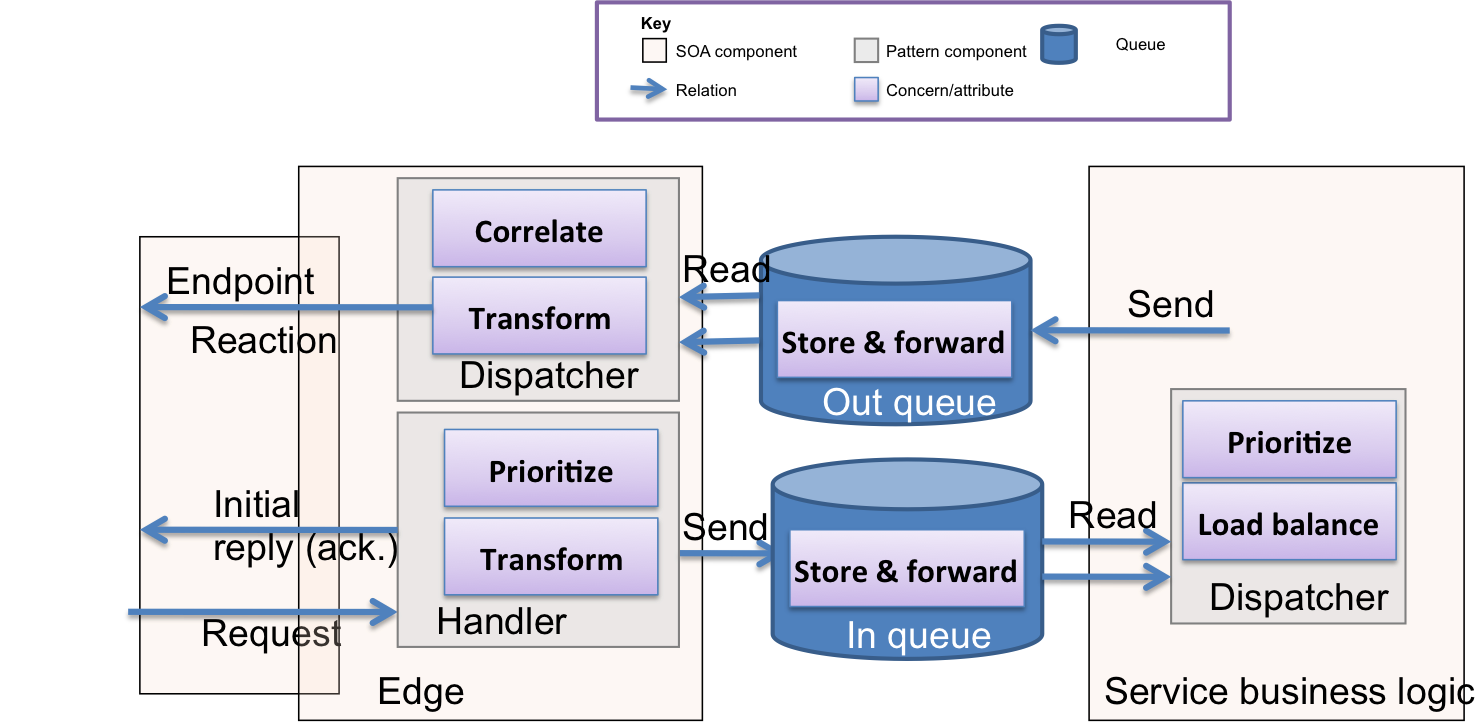 Key
SOA component
Pattern component
Queue
Relation
Concern/attribute
Correlate
Transform
Dispatcher
Endpoint
Reaction
Read
Store & forward
Out queue
Send
Prioritize
Transform
Handler
Initial
reply (ack.)
Request
Send
Store & forward
In queue
Read
Prioritize
Load balance
Dispatcher
Edge
Service business logic